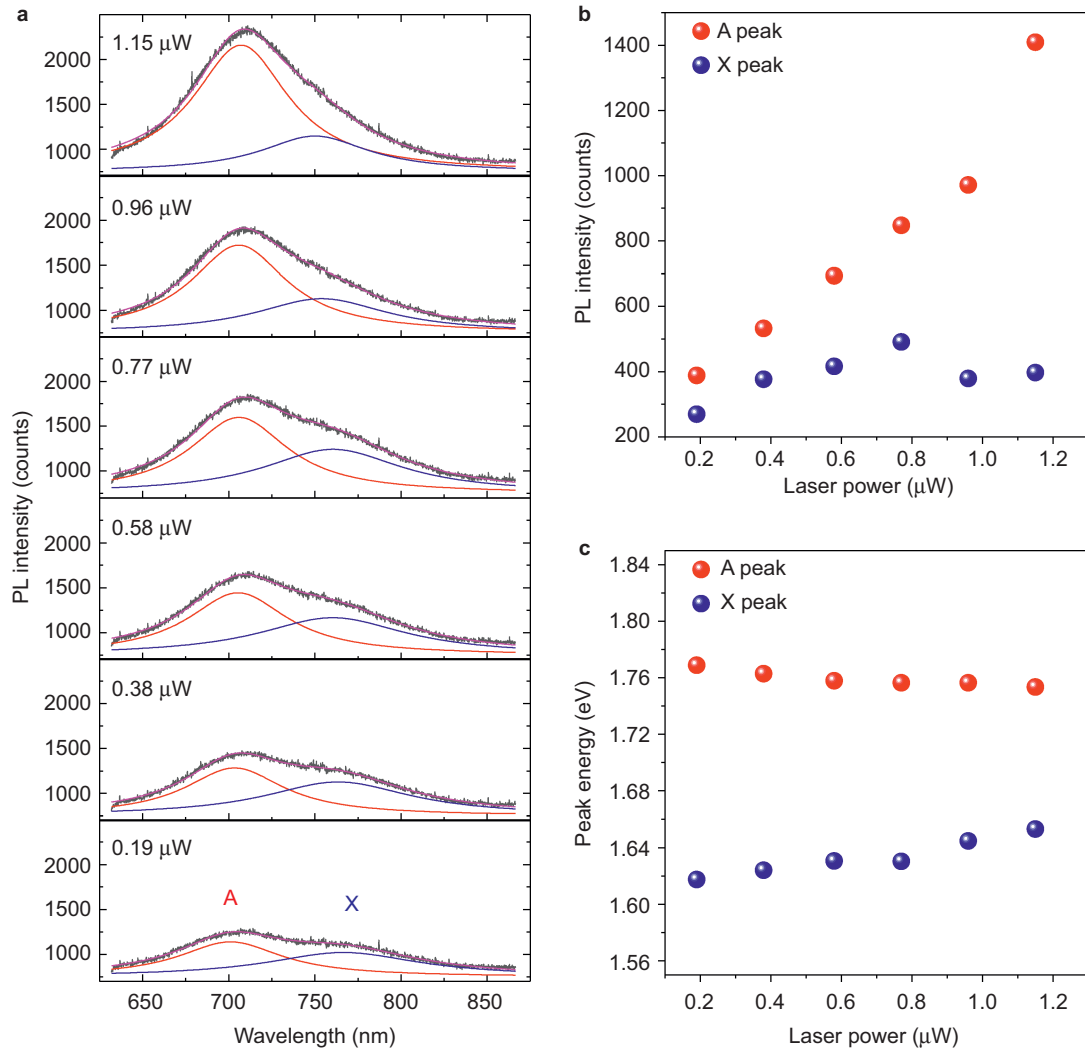 a
PL intensity (counts)
1.15 μW
2000
1500
1000
0.96 μW
2000
1500
1000
0.77 μW
2000
1500
1000
0.58 μW
2000
1500
1000
0.38 μW
2000
1500
1000
0.19 μW
A
X
2000
1500
1000
650 700 750 800 850
Wavelength (nm)
b
A peak
X peak
PL intensity (counts)
1400
1200
1000
800
600
400
200
0.2 0.4 0.6 0.8 1.0 1.2
Laser power (μW)
c
A peak
X peak
Peak energy (eV)
1.84
1.80
1.76
1.72
1.68
1.64
1.60
1.56
0.2 0.4 0.6 0.8 1.0 1.2
Laser power (μW)